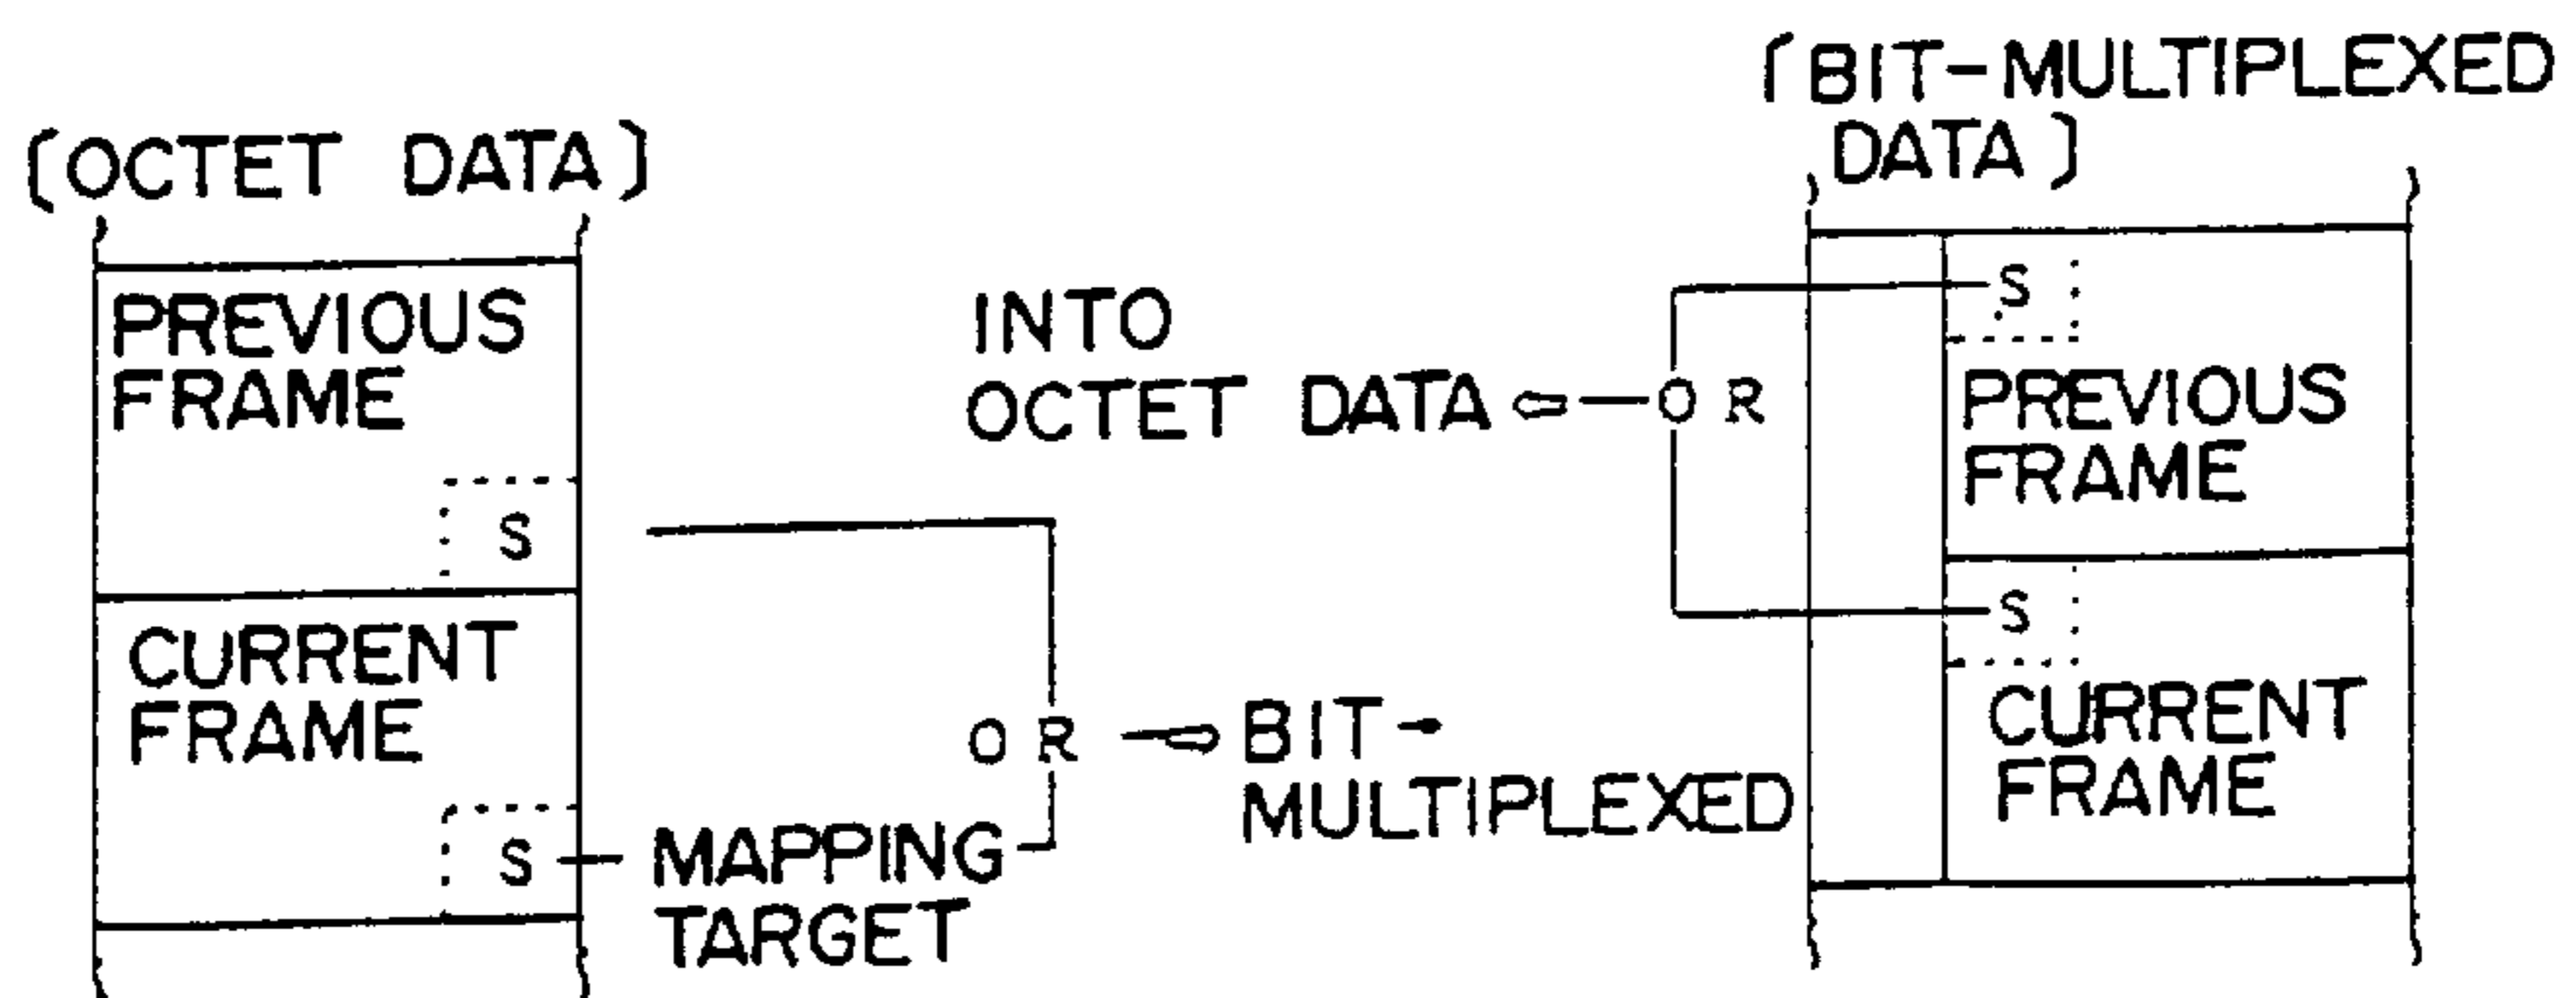 (OCTET DATA)
PREVIOUS
FRAME
S
CURRENT
FRAME
S
MAPPING
TARGET
OR
BIT-
MULTIPLEXED
INTO
OCTET DATA
OR
(BIT-MULTIPLEXED
DATA)
S
PREVIOUS
FRAME
S
CURRENT
FRAME